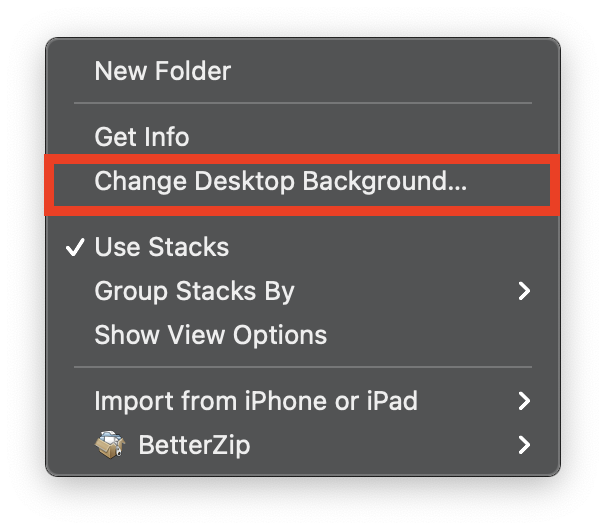 New Folder
Get Info
Change Desktop Background...
Use Stacks
Group Stacks By
Show View Options
Import from iPhone or iPad
BetterZip